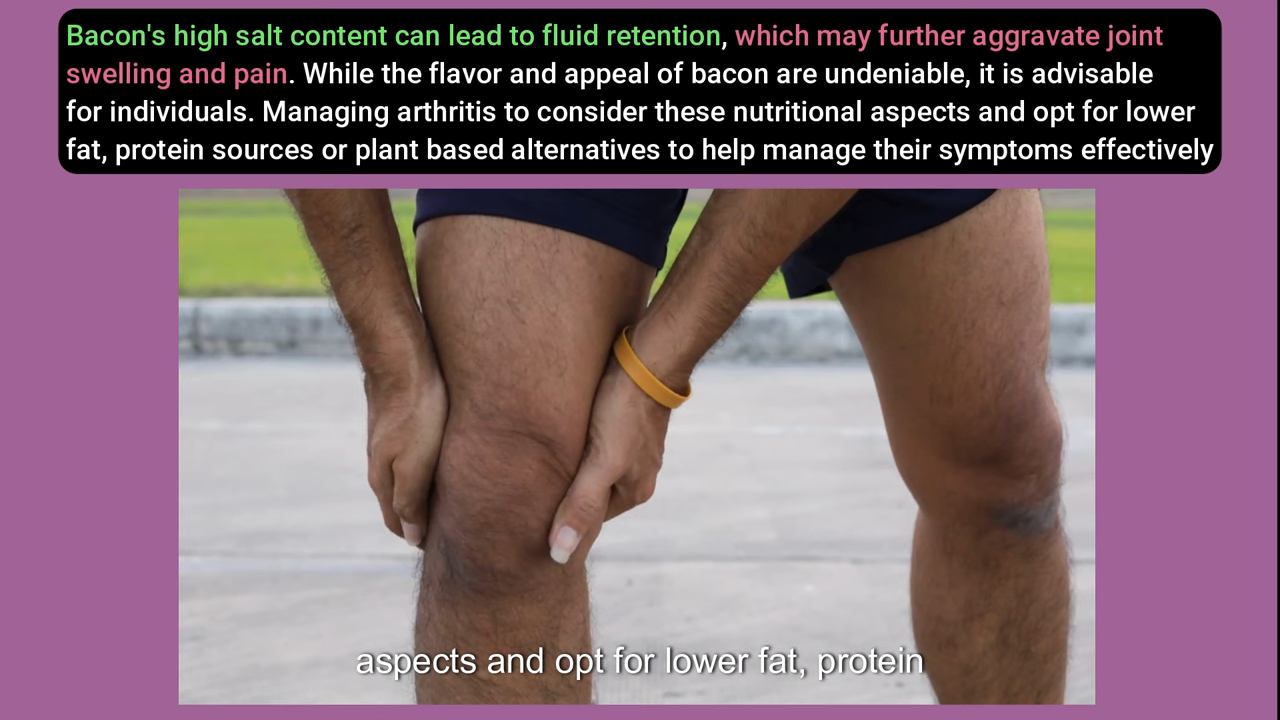 Bacon's high salt content can lead to fluid retention, which may further aggravate joint
swelling and pain. While the flavor and appeal of bacon are undeniable, it is advisable
for individuals. Managing arthritis to consider these nutritional aspects and opt for lower
fat, protein sources or plant based alternatives to help manage their symptoms effectively
aspects and opt for lower fat, protein